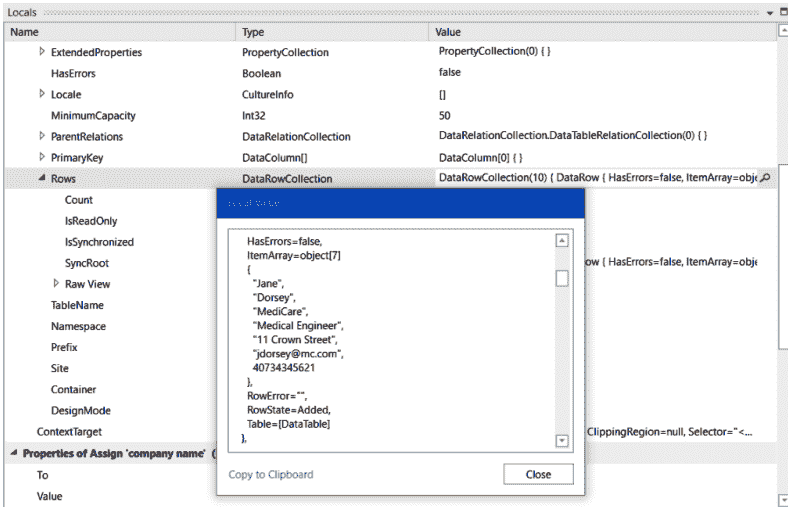 Locals
Name Type Value
ExtendedProperties PropertyCollection PropertyCollection(0) { }
HasErrors Boolean false
Locale CultureInfo []
MinimumCapacity Int32 50
ParentRelations DataRelationCollection DataRelationCollection.DataTableRelationCollection(0) { }
PrimaryKey DataColumn[] DataColumn[0] { }
Rows DataRowCollection DataRowCollection(10) { DataRow { HasErrors=false, ItemArray=obje
Count
IsReadOnly
IsSynchronized
SyncRoot ow { HasErrors=false, ItemArray=obje
Raw View
TableName
Namespace
Prefix
Site
Container
DesignMode
ContextTarget ClippingRegion=null, Selector="<...
Properties of Assign 'company name' (
To
Value
HasErrors=false,
ItemArray=object[7]
{
"Jane",
"Dorsey",
"MediCare",
"Medical Engineer",
"11 Crown Street",
"jdorsey@mc.com",
40734345621
},
RowError="",
RowState=Added,
Table=[DataTable]
},
Copy to Clipboard Close